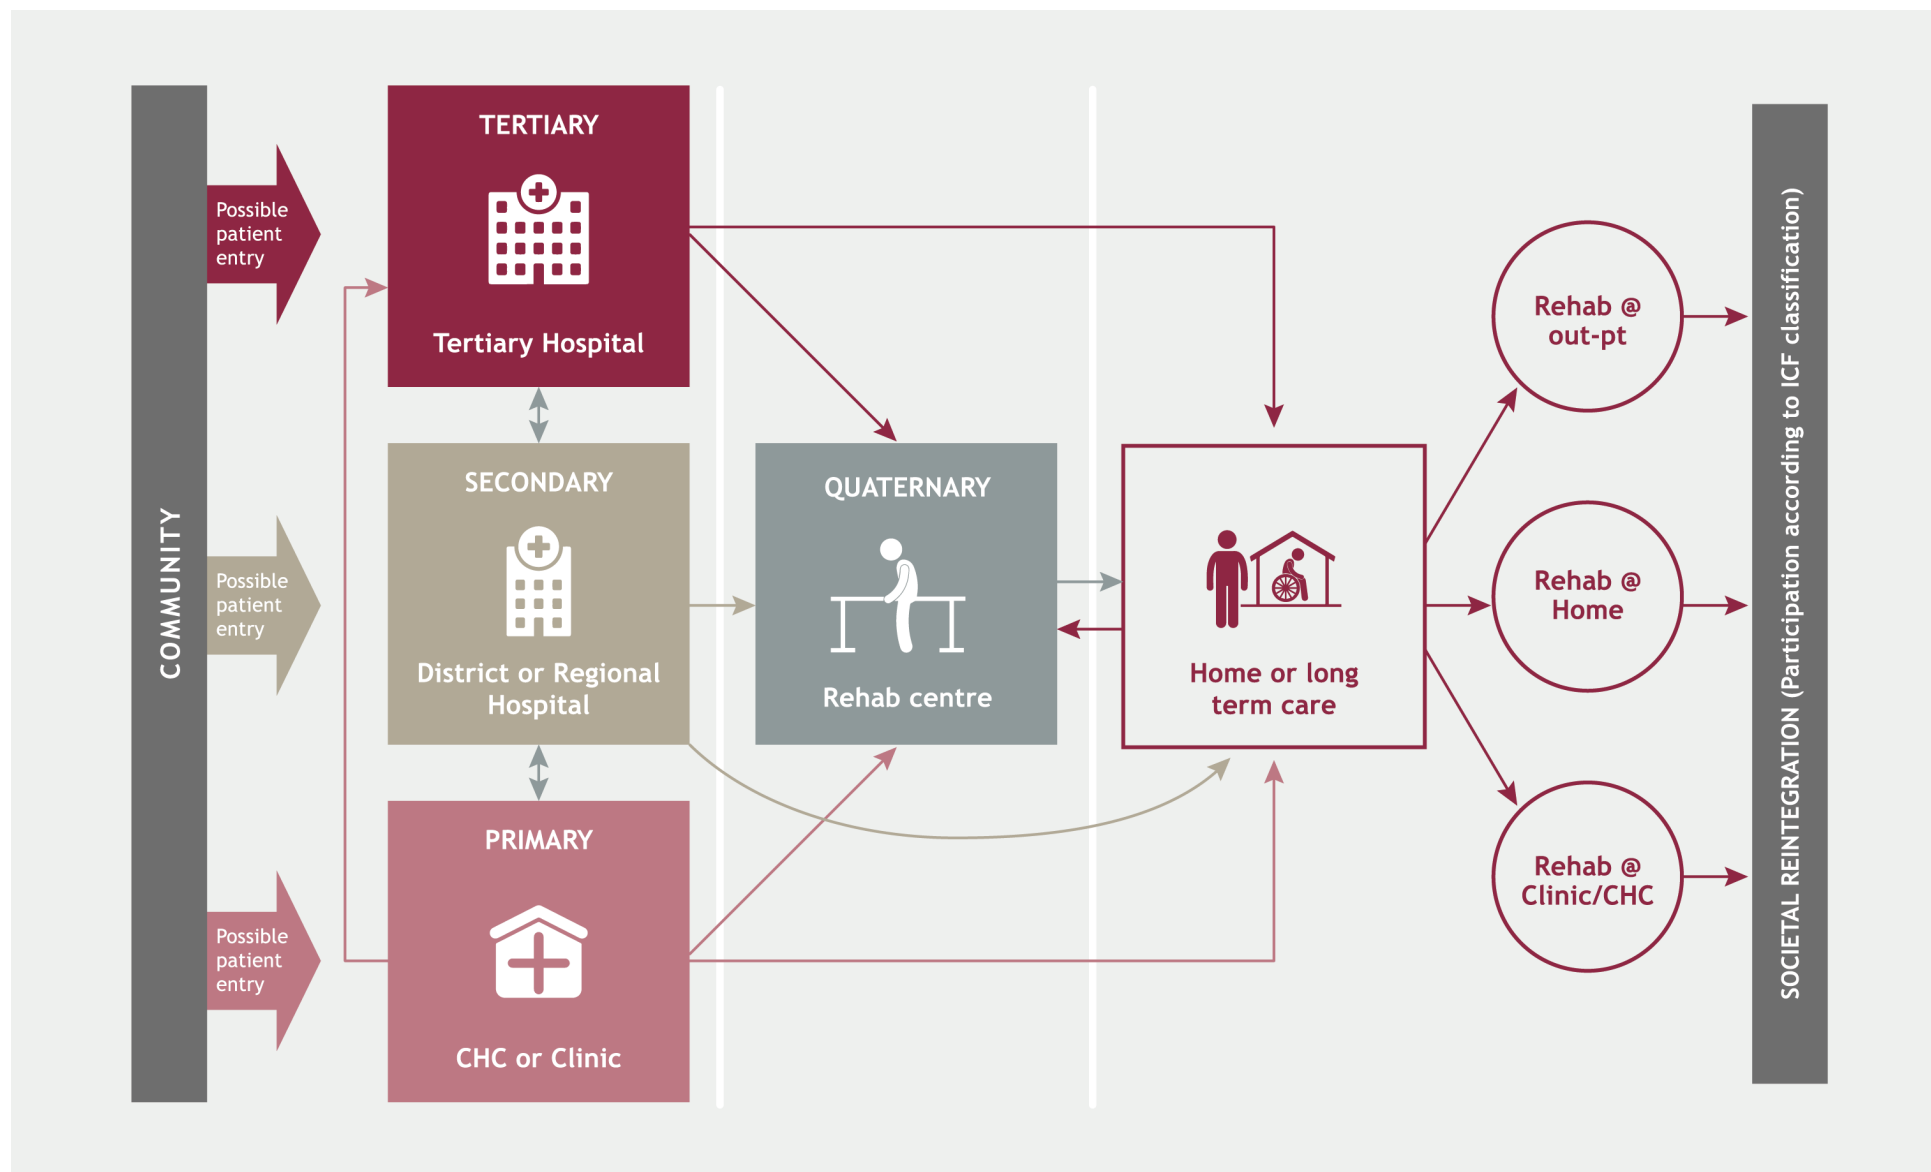 COMMUNITY
Possible
patient
entry
Possible
patient
entry
Possible
patient
entry
TERTIARY
Tertiary Hospital
SECONDARY
District or Regional
Hospital
PRIMARY
CHC or Clinic
QUATERNARY
Rehab centre
Home or long
term care
Rehab @
out-pt
Rehab @
Home
Rehab @
Clinic/CHC
SOCIETAL REINTEGRATION (Participation according to ICF classification)